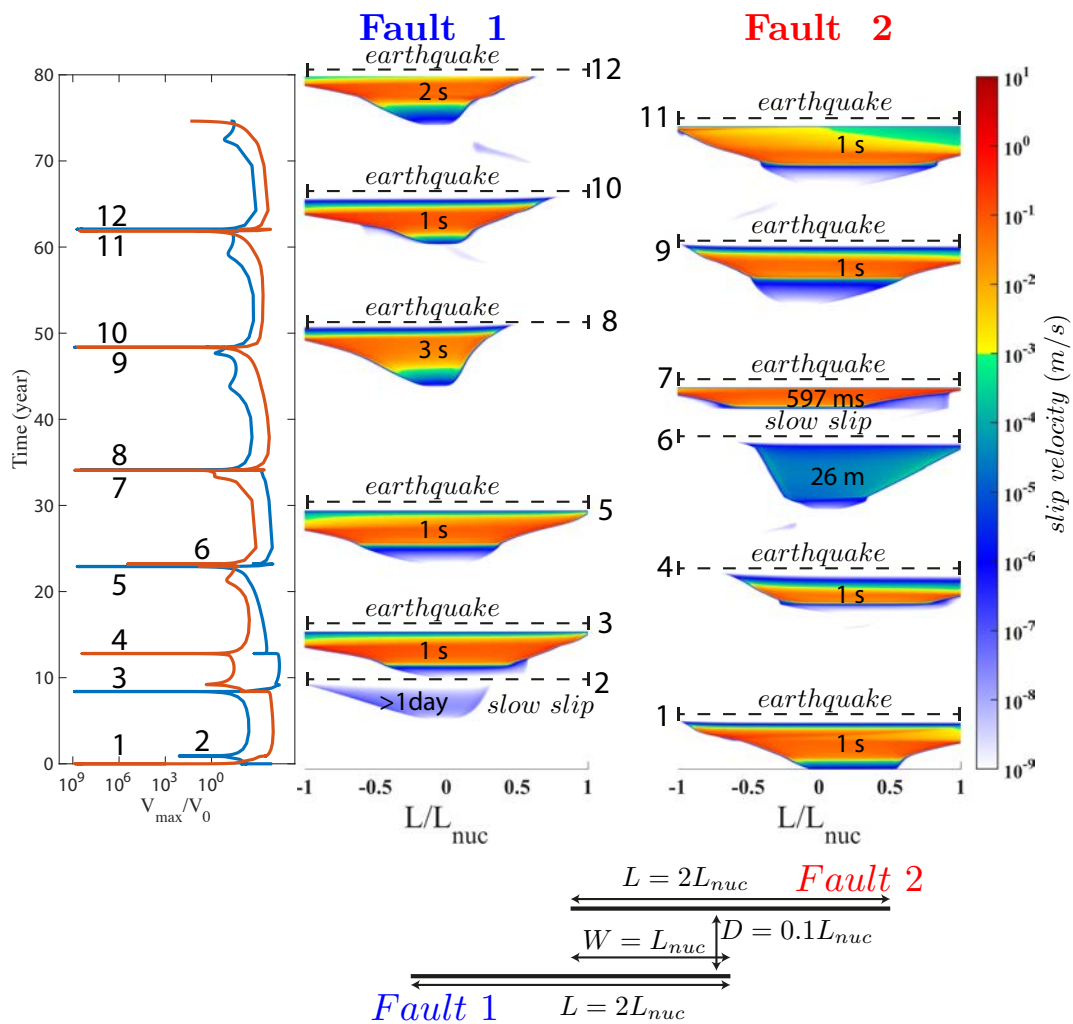 Fault 1
Fault 2
80
70
60
50
40
30
20
10
0
Time (year)
12
11
10
9
8
7
6
5
4
3
2
1
10^9
10^6
10^3
10^0
V_max/V_0
earthquake
12
2 s
earthquake
10
1 s
earthquake
8
3 s
earthquake
5
1 s
earthquake
3
1 s
2
>1day
slow slip
-1
-0.5
0
0.5
1
L/L_nuc
earthquake
11
1 s
earthquake
9
1 s
7
earthquake
597 ms
slow slip
6
26 m
earthquake
4
1 s
earthquake
1
1 s
-1
-0.5
0
0.5
1
L/L_nuc
10^1
10^0
10^-1
10^-2
10^-3
10^-4
10^-5
10^-6
10^-7
10^-8
10^-9
slip velocity (m/s)
L = 2L_nuc
Fault 2
W = L_nuc
D = 0.1L_nuc
Fault 1
L = 2L_nuc